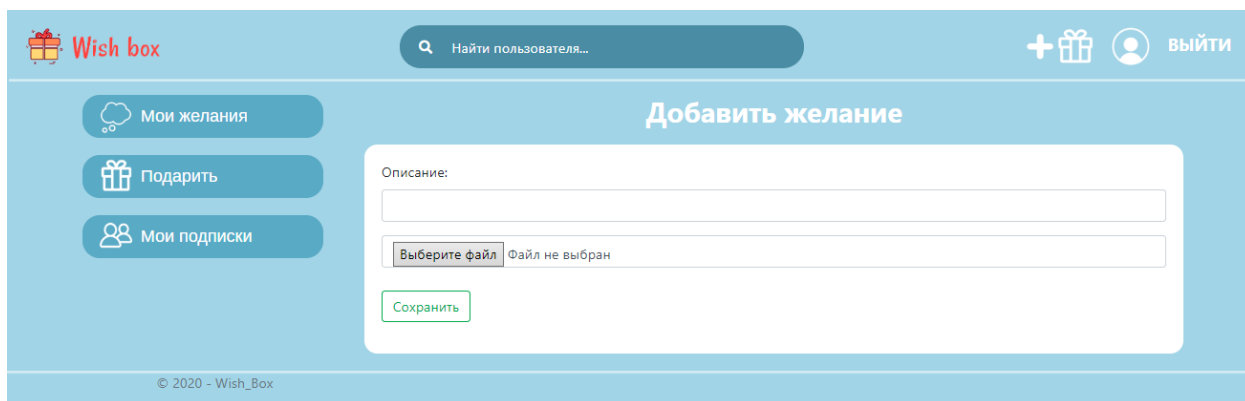 Wish box
Найти пользователя...
ВЫЙТИ
Мои желания
Подарить
Мои подписки
Добавить желание
Описание:
Выберите файл Файл не выбран
Сохранить
© 2020 - Wish_Box